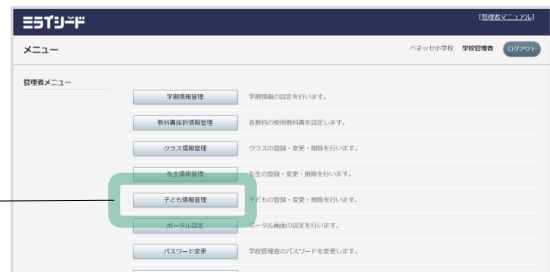 ミライシード
[管理者マニュアル]
メニュー
ベネッセ小学校 学校管理者 ログアウト
管理者メニュー
学期情報管理 学期情報の設定を行います。
教科書採択情報管理 各教科の使用教科書を設定します。
クラス情報管理 クラスの登録・変更・削除を行います。
先生情報管理 先生の登録・変更・削除を行います。
子ども情報管理 子どもの登録・変更・削除を行います。
ポータル設定 ポータル画面の設定を行います。
パスワード変更 学校管理者のパスワードを変更します。